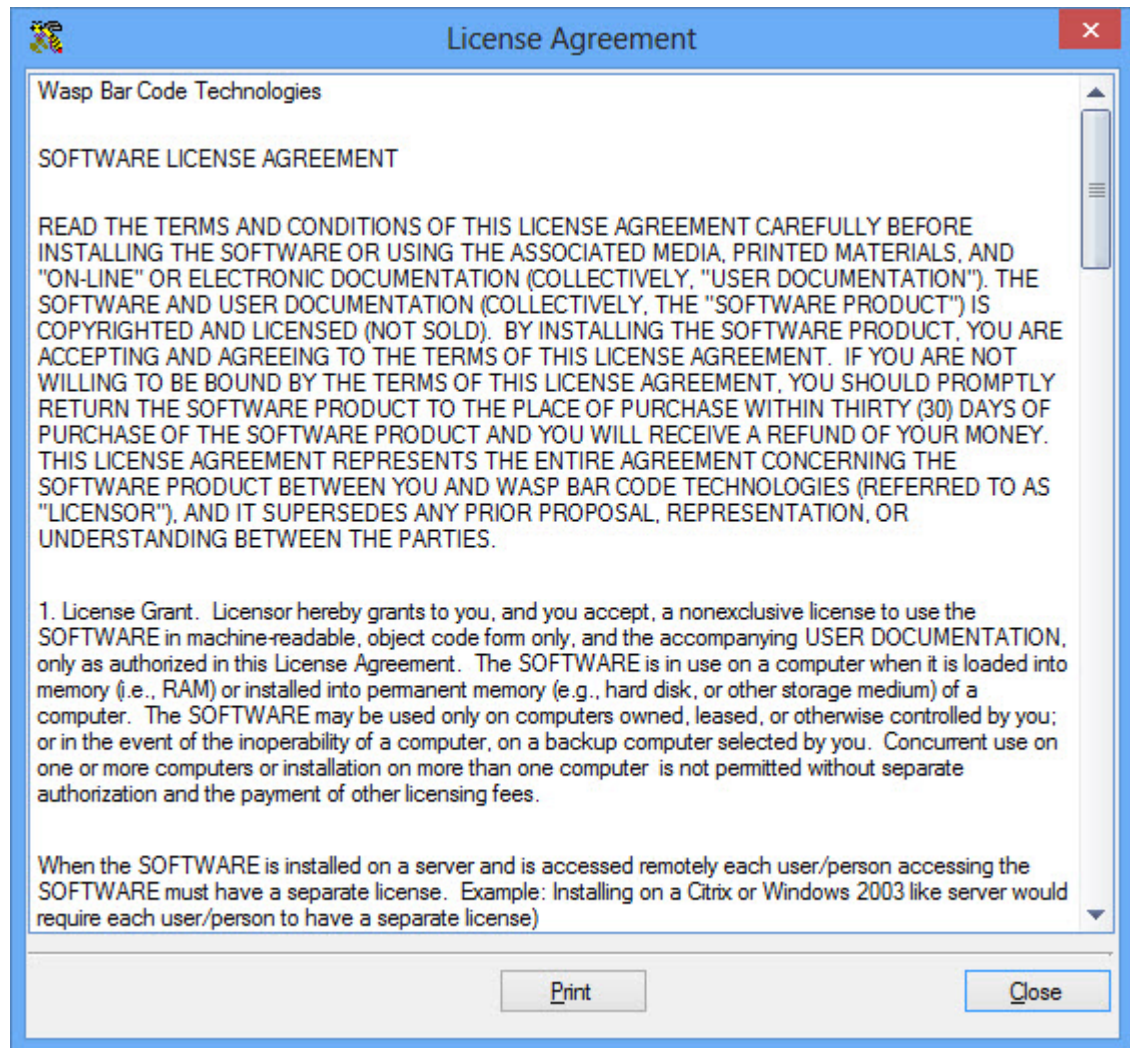 License Agreement
Wasp Bar Code Technologies
SOFTWARE LICENSE AGREEMENT
READ THE TERMS AND CONDITIONS OF THIS LICENSE AGREEMENT CAREFULLY BEFORE
INSTALLING THE SOFTWARE OR USING THE ASSOCIATED MEDIA, PRINTED MATERIALS, AND
"ON-LINE" OR ELECTRONIC DOCUMENTATION (COLLECTIVELY, "USER DOCUMENTATION"). THE
SOFTWARE AND USER DOCUMENTATION (COLLECTIVELY, THE "SOFTWARE PRODUCT") IS
COPYRIGHTED AND LICENSED (NOT SOLD).  BY INSTALLING THE SOFTWARE PRODUCT, YOU ARE
ACCEPTING AND AGREEING TO THE TERMS OF THIS LICENSE AGREEMENT.  IF YOU ARE NOT
WILLING TO BE BOUND BY THE TERMS OF THIS LICENSE AGREEMENT, YOU SHOULD PROMPTLY
RETURN THE SOFTWARE PRODUCT TO THE PLACE OF PURCHASE WITHIN THIRTY (30) DAYS OF
PURCHASE OF THE SOFTWARE PRODUCT AND YOU WILL RECEIVE A REFUND OF YOUR MONEY.
THIS LICENSE AGREEMENT REPRESENTS THE ENTIRE AGREEMENT CONCERNING THE
SOFTWARE PRODUCT BETWEEN YOU AND WASP BAR CODE TECHNOLOGIES (REFERRED TO AS
"LICENSOR"), AND IT SUPERSEDES ANY PRIOR PROPOSAL, REPRESENTATION, OR
UNDERSTANDING BETWEEN THE PARTIES.
1. License Grant.  Licensor hereby grants to you, and you accept, a nonexclusive license to use the
SOFTWARE in machine-readable, object code form only, and the accompanying USER DOCUMENTATION,
only as authorized in this License Agreement.  The SOFTWARE is in use on a computer when it is loaded into
memory (i.e., RAM) or installed into permanent memory (e.g., hard disk, or other storage medium) of a
computer.  The SOFTWARE may be used only on computers owned, leased, or otherwise controlled by you;
or in the event of the inoperability of a computer, on a backup computer selected by you.  Concurrent use on
one or more computers or installation on more than one computer  is not permitted without separate
authorization and the payment of other licensing fees.
When the SOFTWARE is installed on a server and is accessed remotely each user/person accessing the
SOFTWARE must have a separate license.  Example: Installing on a Citrix or Windows 2003 like server would
require each user/person to have a separate license)
Print
Close